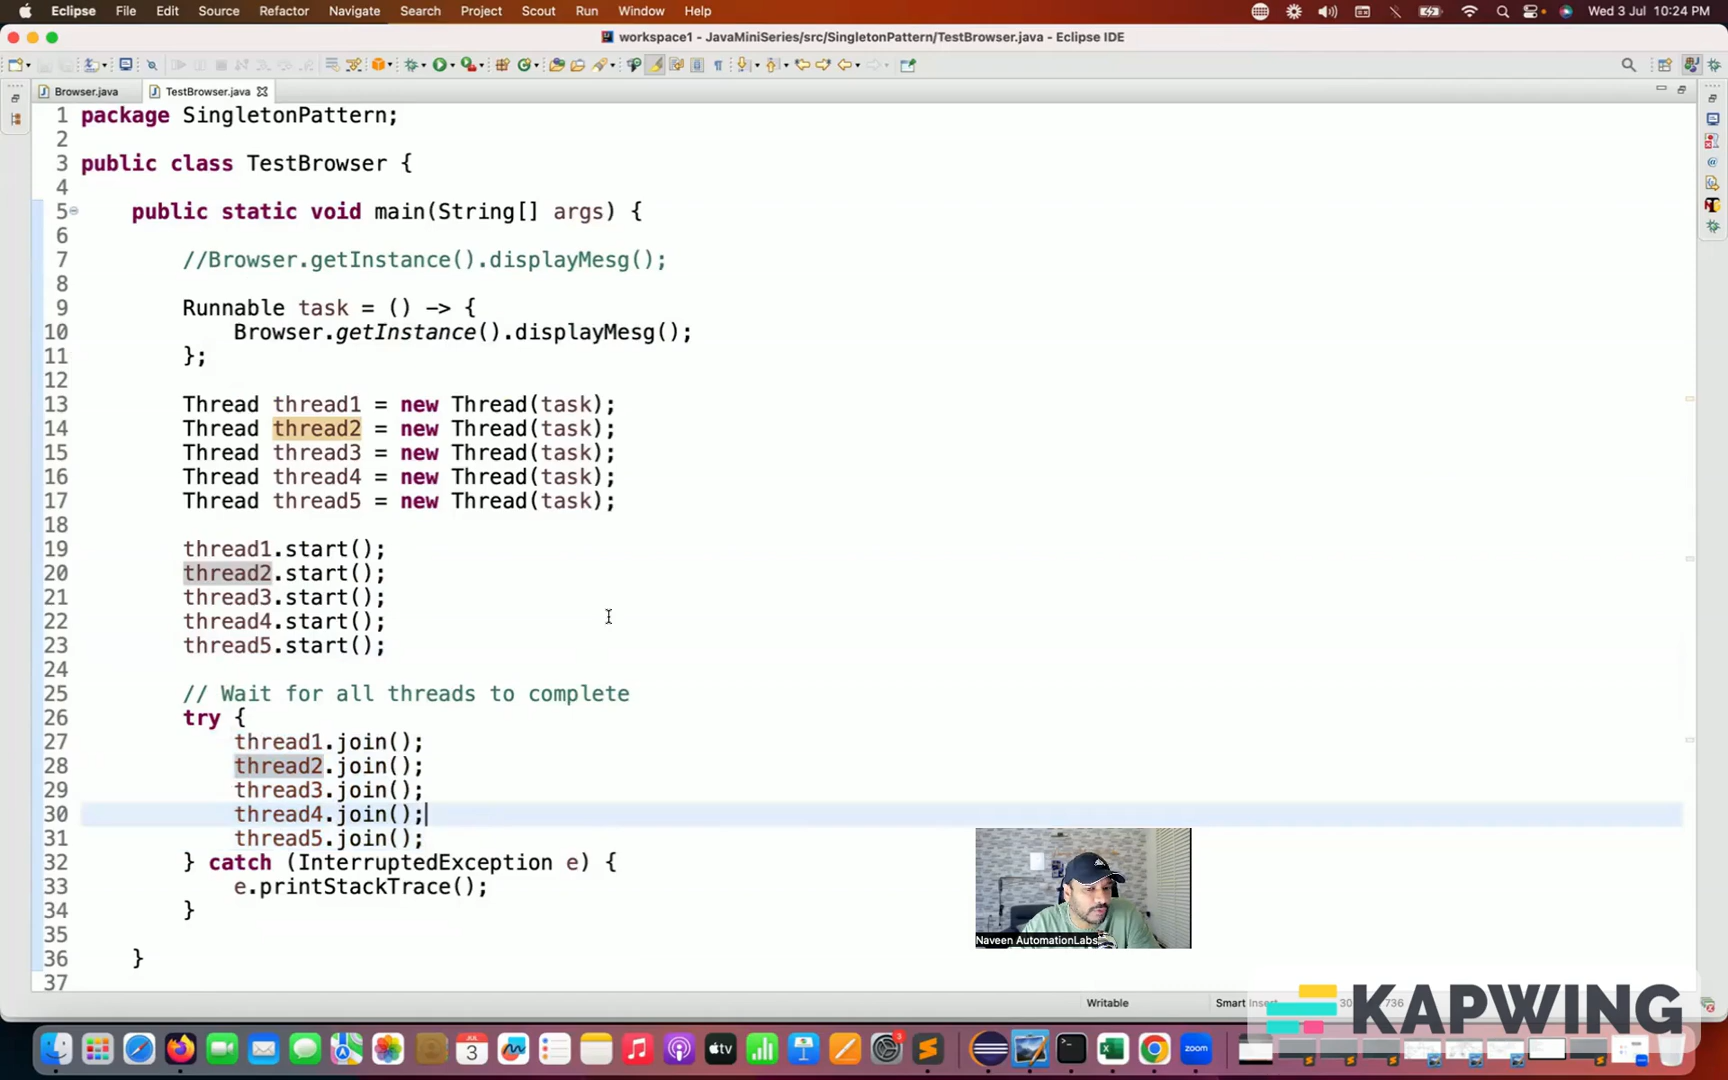 Eclipse File Edit Source Refactor Navigate Search Project Scout Run Window Help Wed 3 Jul 10:24 PM
workspace1 - JavaMiniSeries/src/SingletonPattern/TestBrowser.java - Eclipse IDE
Browser.java TestBrowser.java
1 package SingletonPattern;
2
3 public class TestBrowser {
4
5 public static void main(String[] args) {
6
7 //Browser.getInstance().displayMesg();
8
9 Runnable task = () -> {
10 Browser.getInstance().displayMesg();
11 };
12
13 Thread thread1 = new Thread(task);
14 Thread thread2 = new Thread(task);
15 Thread thread3 = new Thread(task);
16 Thread thread4 = new Thread(task);
17 Thread thread5 = new Thread(task);
18
19 thread1.start();
20 thread2.start();
21 thread3.start();
22 thread4.start();
23 thread5.start();
24
25 // Wait for all threads to complete
26 try {
27 thread1.join();
28 thread2.join();
29 thread3.join();
30 thread4.join();
31 thread5.join();
32 } catch (InterruptedException e) {
33 e.printStackTrace();
34 }
35
36 }
37
Naveen AutomationLabs
Writable Smart Insert
KAPWING
JUL
3
tv
zoom